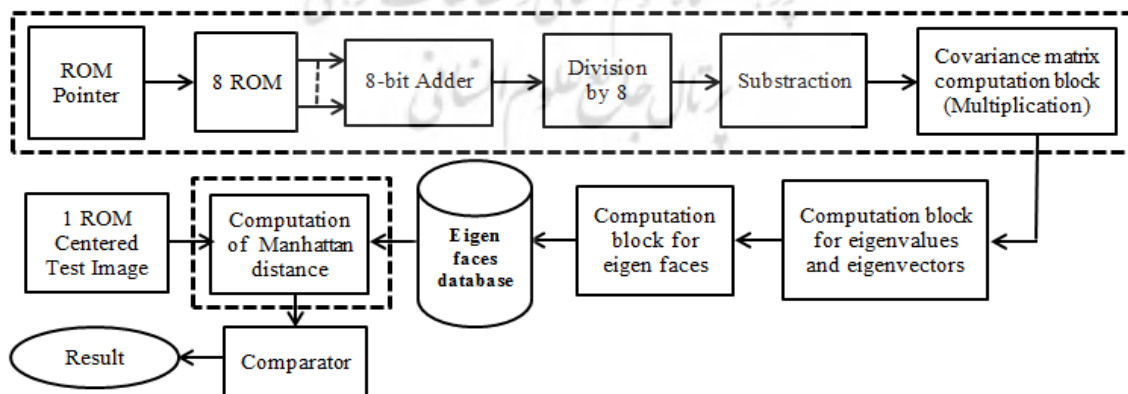 ROM
Pointer
8 ROM
8-bit Adder
Division
by 8
Substraction
Covariance matrix
computation block
(Multiplication)
1 ROM
Centered
Test Image
Computation
of Manhattan
distance
Eigen
faces
database
Computation
block for
eigen faces
Computation block
for eigenvalues
and eigenvectors
Result
Comparator